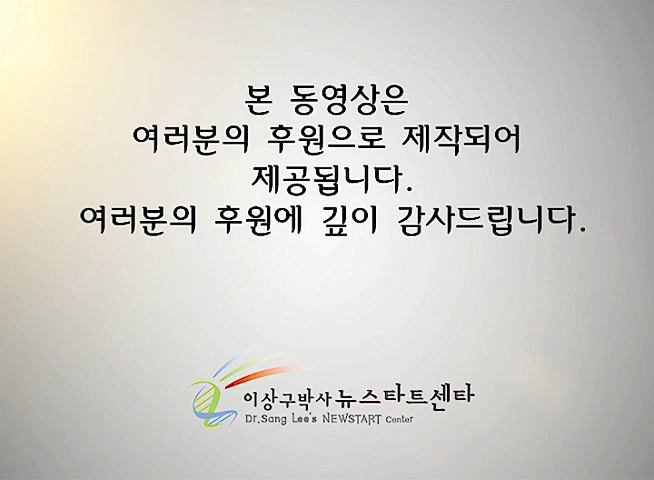 본 동영상은
여러분의 후원으로 제작되어
제공됩니다.
여러분의 후원에 깊이 감사드립니다.
이상구박사 뉴스타트센타
Dr.Sang Lee's NEWSTART Center